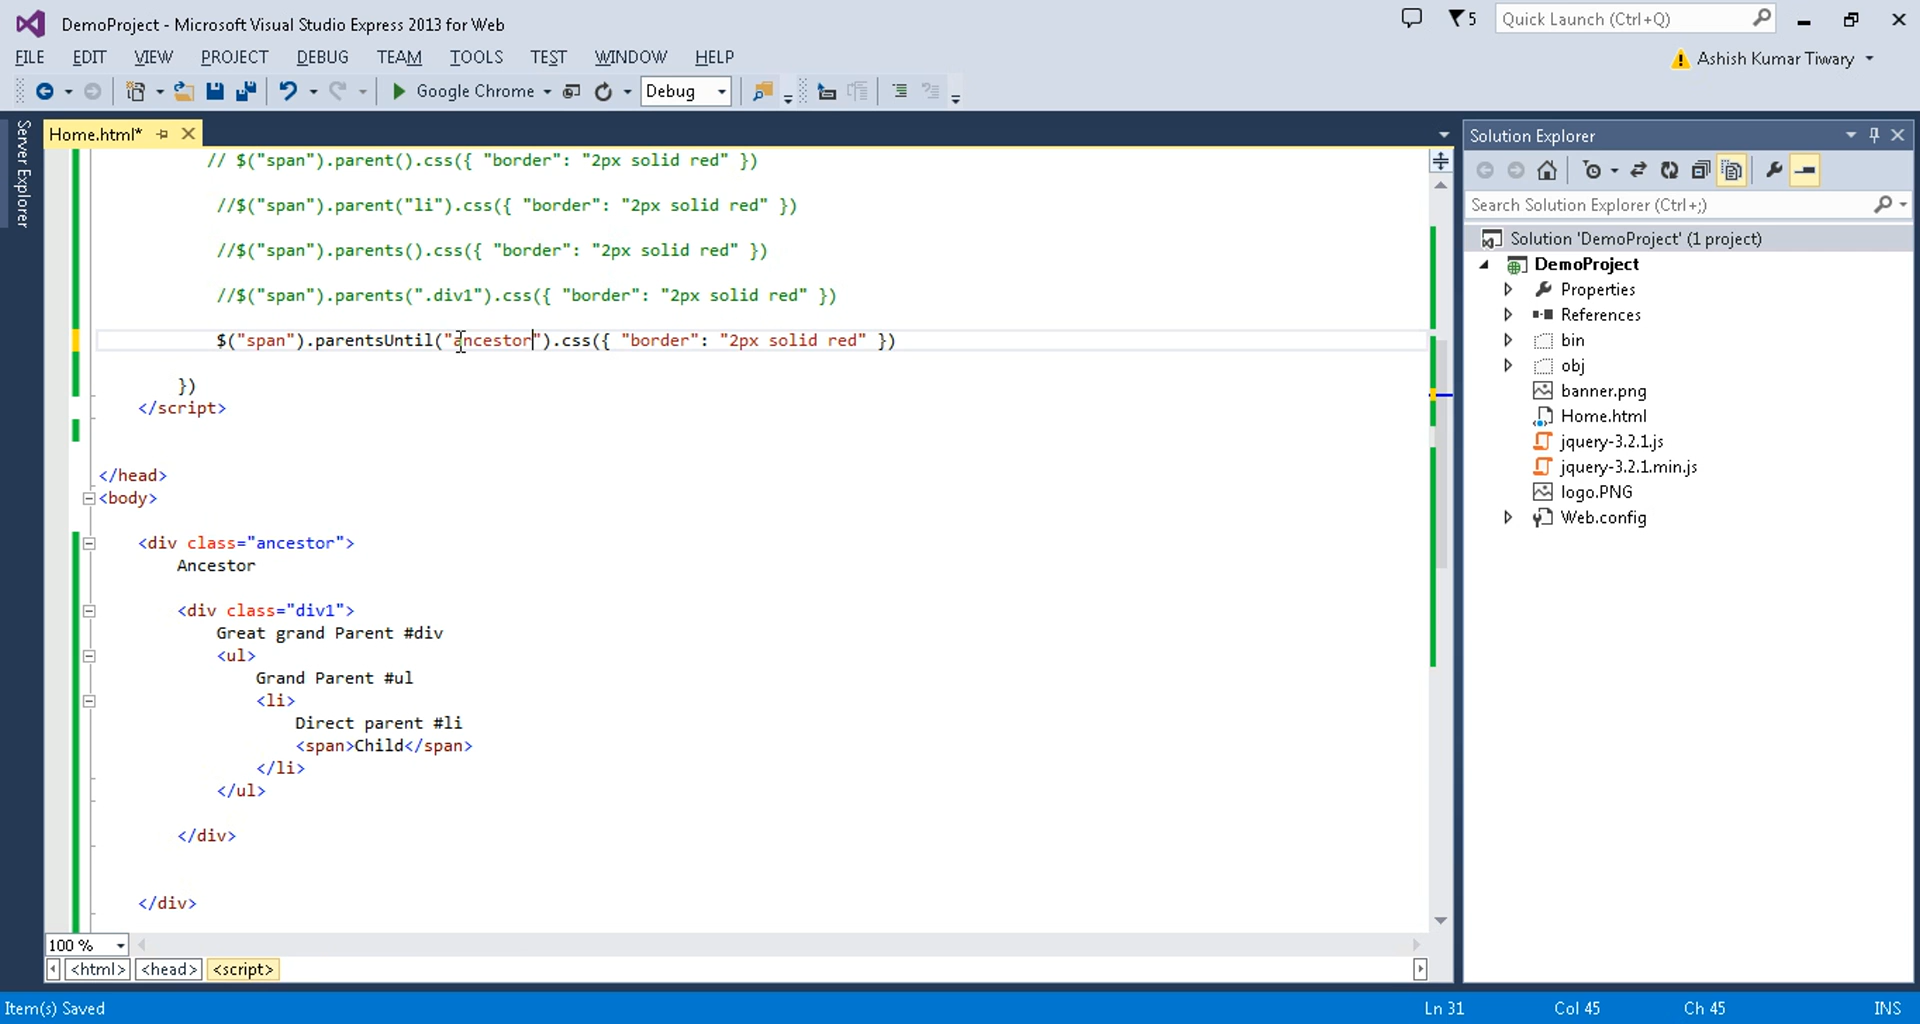 DemoProject - Microsoft Visual Studio Express 2013 for Web
5
Quick Launch (Ctrl+Q)
FILE EDIT VIEW PROJECT DEBUG TEAM TOOLS TEST WINDOW HELP
Ashish Kumar Tiwary
Google Chrome
Debug
Server Explorer
Home.html*
// $("span").parent().css({ "border": "2px solid red" })
//$("span").parent("li").css({ "border": "2px solid red" })
//$("span").parents().css({ "border": "2px solid red" })
//$("span").parents(".div1").css({ "border": "2px solid red" })
$("span").parentsUntil("ancestor").css({ "border": "2px solid red" })
})
</script>
</head>
<body>
<div class="ancestor">
Ancestor
<div class="div1">
Great grand Parent #div
<ul>
Grand Parent #ul
<li>
Direct parent #li
<span>Child</span>
</li>
</ul>
</div>
</div>
100 %
<html> <head> <script>
Solution Explorer
Search Solution Explorer (Ctrl+;)
Solution 'DemoProject' (1 project)
DemoProject
Properties
References
bin
obj
banner.png
Home.html
jquery-3.2.1.js
jquery-3.2.1.min.js
logo.PNG
Web.config
Item(s) Saved
Ln 31 Col 45 Ch 45 INS